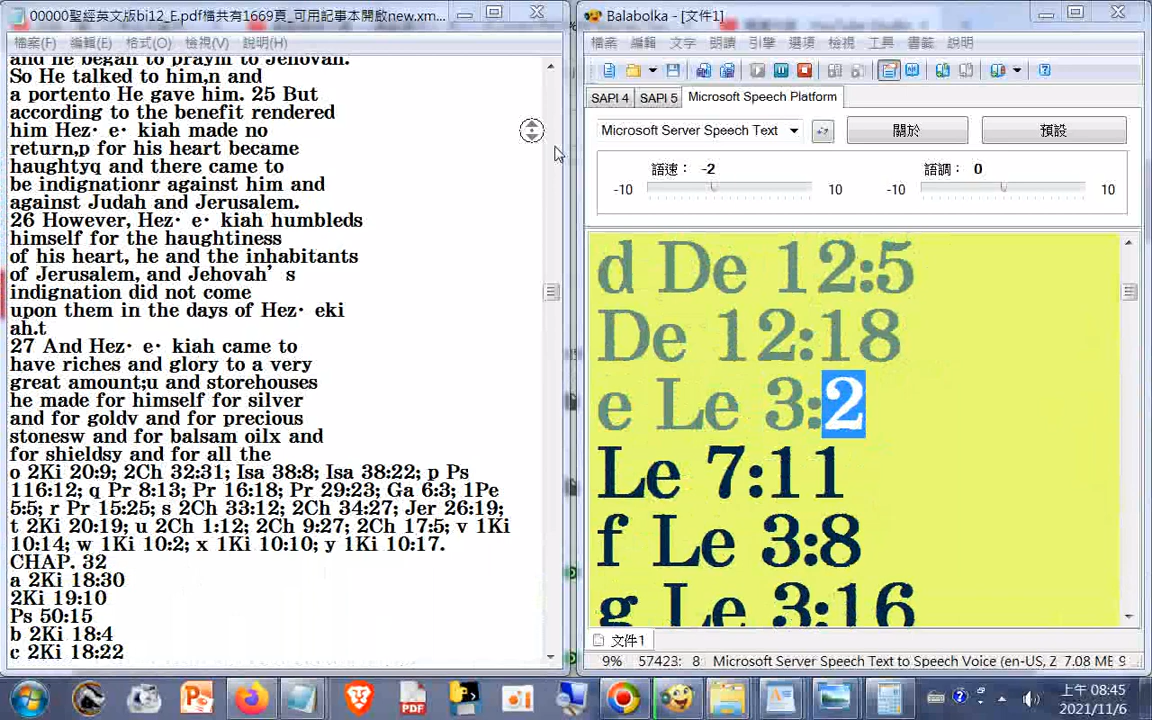 00000聖經英文版bi12_E.pdf檔共有1669頁_可用記事本開啟new.xm...
檔案(F) 編輯(E) 格式(O) 檢視(V) 說明(H)
and he began to praym to Jehovah.
So He talked to him,n and
a portento He gave him. 25 But
according to the benefit rendered
him Hez·e·kiah made no
return,p for his heart became
haughtyq and there came to
be indignationr against him and
against Judah and Jerusalem.
26 However, Hez·e·kiah humbleds
himself for the haughtiness
of his heart, he and the inhabitants
of Jerusalem, and Jehovah's
indignation did not come
upon them in the days of Hez·eki
ah.t
27 And Hez·e·kiah came to
have riches and glory to a very
great amount;u and storehouses
he made for himself for silver
and for goldv and for precious
stonesw and for balsam oilx and
for shieldsy and for all the
o 2Ki 20:9; 2Ch 32:31; Isa 38:8; Isa 38:22; p Ps
116:12; q Pr 8:13; Pr 16:18; Pr 29:23; Ga 6:3; 1Pe
5:5; r Pr 15:25; s 2Ch 33:12; 2Ch 34:27; Jer 26:19;
t 2Ki 20:19; u 2Ch 1:12; 2Ch 9:27; 2Ch 17:5; v 1Ki
10:14; w 1Ki 10:2; x 1Ki 10:10; y 1Ki 10:17.
CHAP. 32
a 2Ki 18:30
2Ki 19:10
Ps 50:15
b 2Ki 18:4
c 2Ki 18:22
Balabolka - [文件1]
檔案 編輯 文字 朗讀 引擎 選項 檢視 工具 書籤 說明
SAPI 4 SAPI 5 Microsoft Speech Platform
Microsoft Server Speech Text 關於 預設
語速: -2 語調: 0
-10 10 -10 10
d De 12:5
De 12:18
e Le 3:2
Le 7:11
f Le 3:8
g Le 3:16
文件1
9% 57423: 8 Microsoft Server Speech Text to Speech Voice (en-US, Z 7.08 MB 9
PDF
上午 08:45
2021/11/6